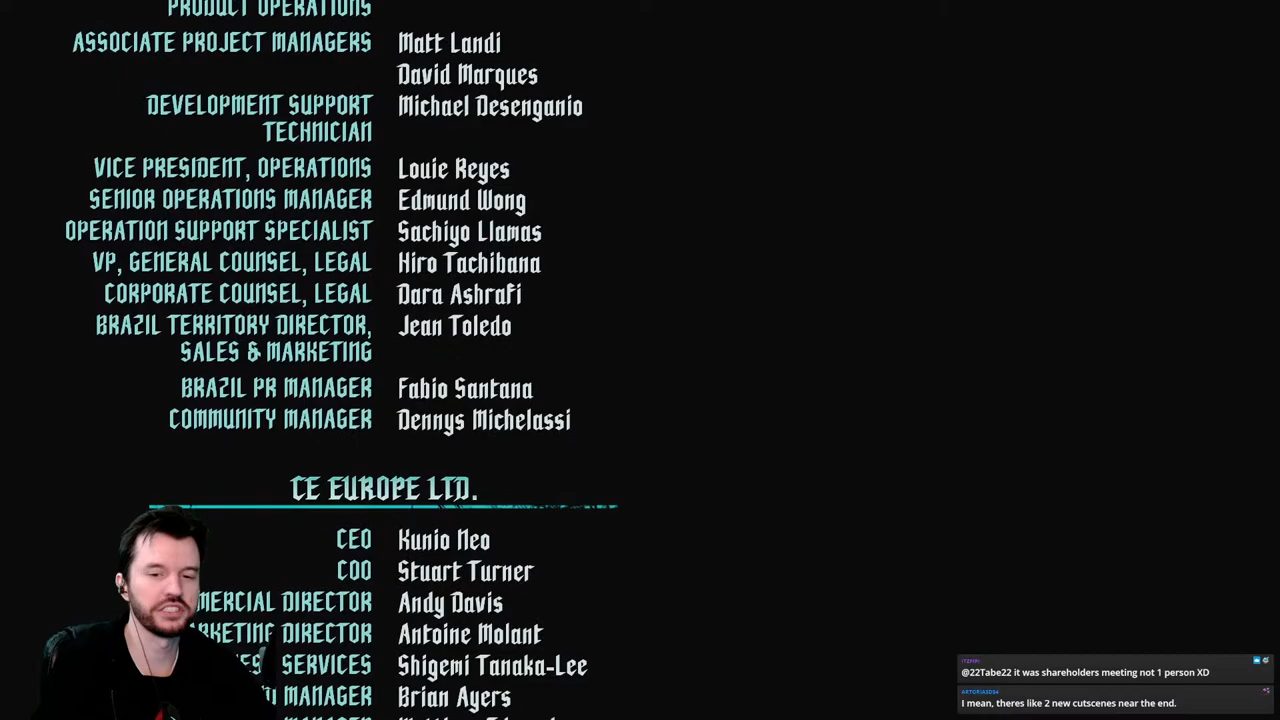 PRODUCT OPERATIONS
ASSOCIATE PROJECT MANAGERS Matt Landi
David Marques
DEVELOPMENT SUPPORT Michael Desenganio
TECHNICIAN
VICE PRESIDENT, OPERATIONS Louie Reyes
SENIOR OPERATIONS MANAGER Edmund Wong
OPERATION SUPPORT SPECIALIST Sachiyo Llamas
VP, GENERAL COUNSEL, LEGAL Hiro Tachibana
CORPORATE COUNSEL, LEGAL Dara Ashrafi
BRAZIL TERRITORY DIRECTOR, Jean Toledo
SALES & MARKETING
BRAZIL PR MANAGER Fabio Santana
COMMUNITY MANAGER Dennys Michelassi
CE EUROPE LTD.
CEO Kunio Neo
COO Stuart Turner
MERCIAL DIRECTOR Andy Davis
RKETING DIRECTOR Antoine Molant
SERVICES Shigemi Tanaka-Lee
MANAGER Brian Ayers
ITZPIPI
@22Tabe22 it was shareholders meeting not 1 person XD
ARTORIASDS4
I mean, theres like 2 new cutscenes near the end.